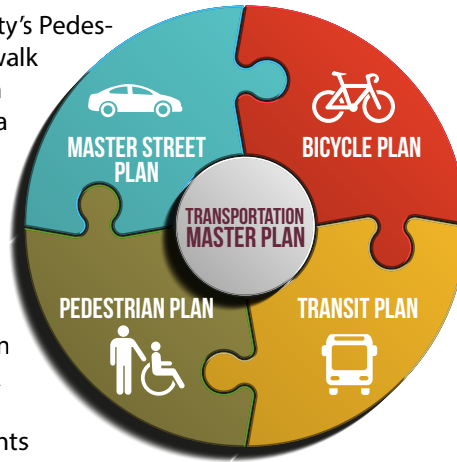 ty's Pedes-
walk
a
MASTER STREET
PLAN
BICYCLE PLAN
TRANSPORTATION
MASTER PLAN
PEDESTRIAN PLAN
TRANSIT PLAN
n
nts